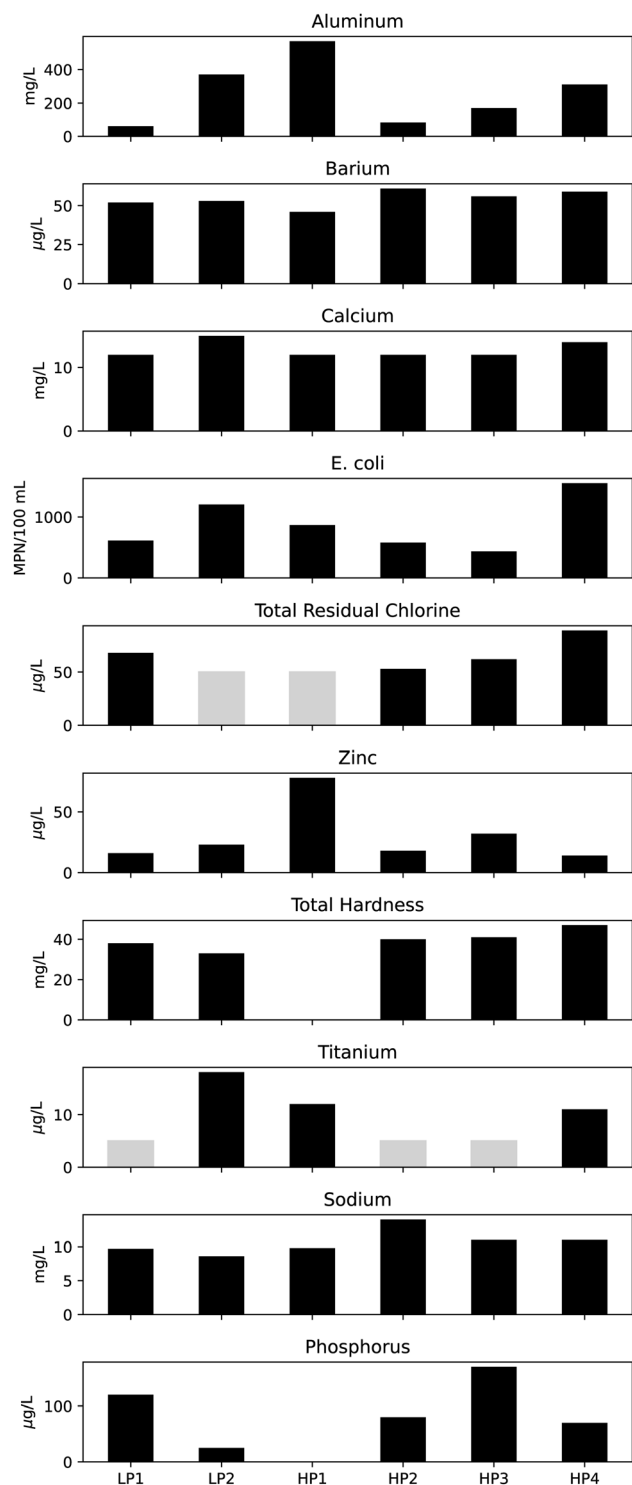 Aluminum
mg/L
400
200
0
Barium
µg/L
50
25
0
Calcium
mg/L
10
0
E. coli
MPN/100 mL
1000
0
Total Residual Chlorine
µg/L
50
0
Zinc
µg/L
50
0
Total Hardness
mg/L
40
20
0
Titanium
µg/L
10
0
Sodium
mg/L
10
5
0
Phosphorus
µg/L
100
0
LP1 LP2 HP1 HP2 HP3 HP4